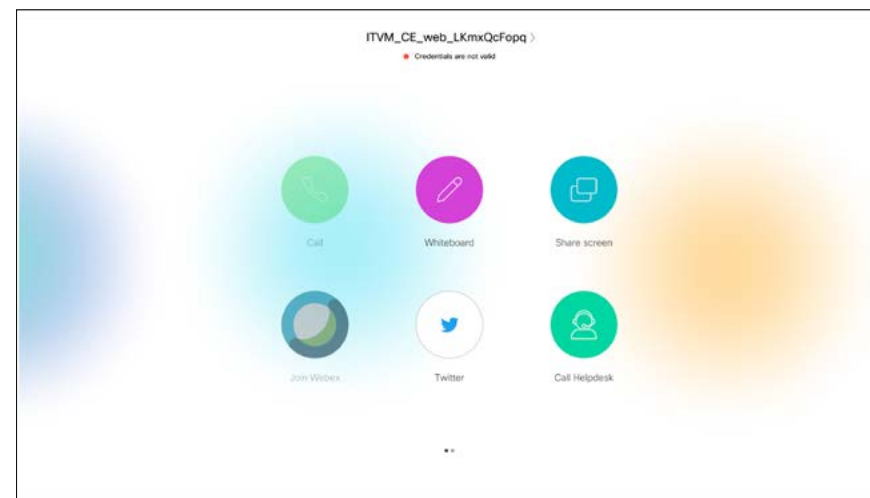 ITVM_CE_web_LKmxQcFopq
Credentials are not valid
Call
Whiteboard
Share screen
Join Webex
Twitter
Call Helpdesk